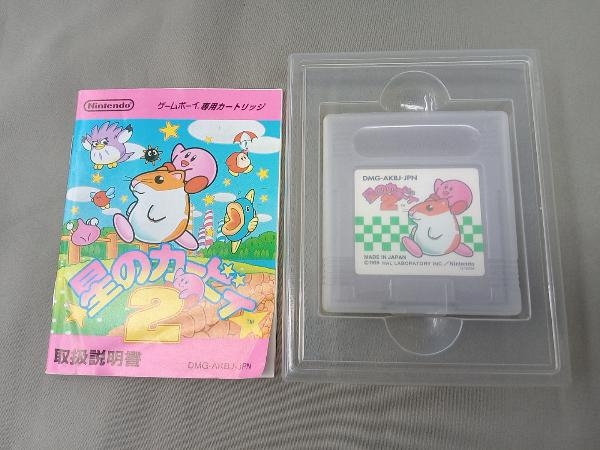 Nintendo
ゲームボーイ専用カートリッジ
星のカービィ
2
取扱説明書
DMG-AKBJ-JPN
DMG-AKBJ-JPN
星のカービィ
2
MADE IN JAPAN
HAL LABORATORY INC./Nintendo